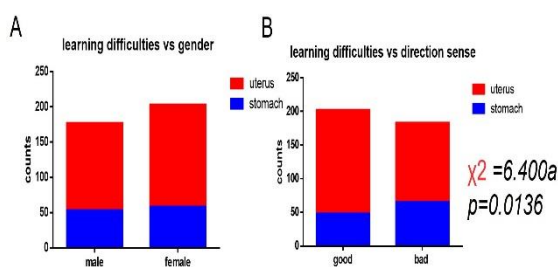 A
learning difficulties vs gender
250
200
150
100
50
0
counts
male
female
uterus
stomach
B
learning difficulties vs direction sense
250
200
150
100
50
0
counts
good
bad
uterus
stomach
χ2 =6.400a
p=0.0136